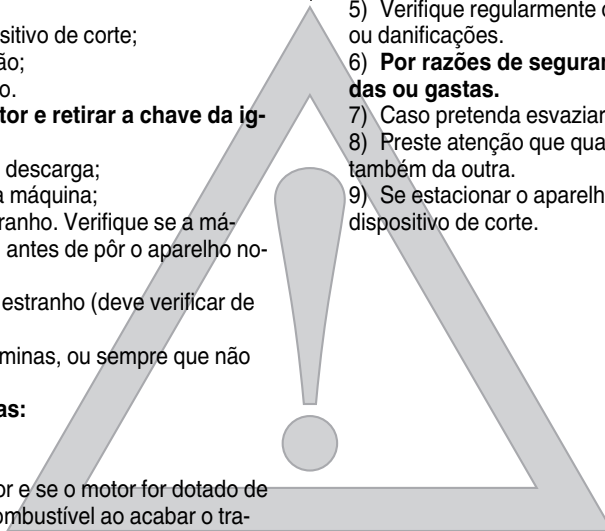 sitivo de corte;
ão;
o.
tor e retirar a chave da ig-
descarga;
a máquina;
ranho. Verifique se a má-
antes de pôr o aparelho no-
estranho (deve verificar de
minas, ou sempre que não
as:
or e se o motor for dotado de
ombustível ao acabar o tra-
5) Verifique regularmente
ou danificações.
6) Por razões de segurar
das ou gastas.
7) Caso pretenda esvaziar
8) Preste atenção que qua
também da outra.
9) Se estacionar o aparelh
dispositivo de corte.